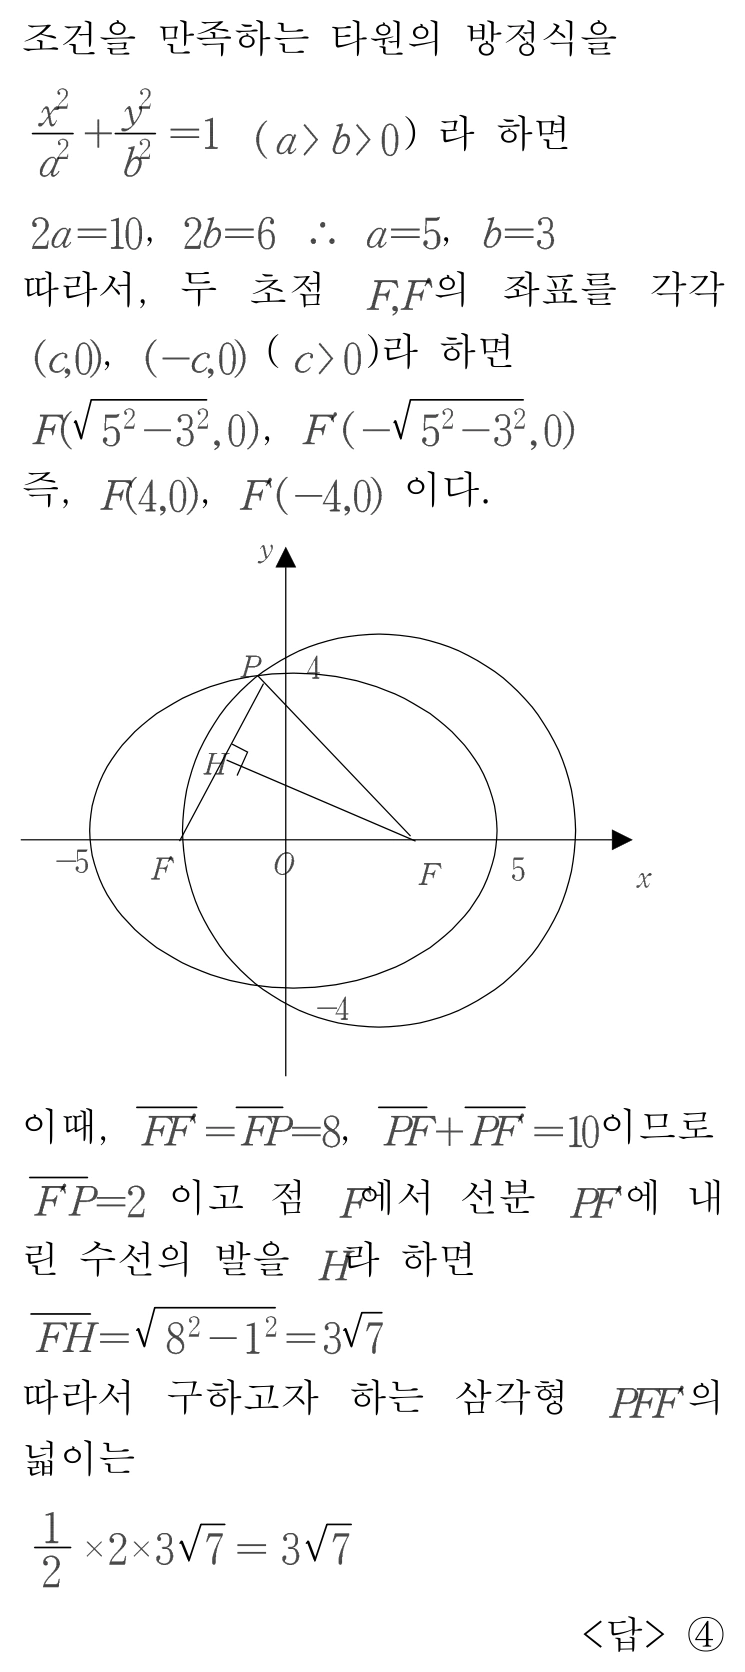 조건을 만족하는 타원의 방정식을
x²/a² + y²/b² = 1 (a > b > 0) 라 하면
2a=10, 2b=6 ∴ a=5, b=3
따라서, 두 초점 F,F'의 좌표를 각각
(c,0), (-c,0) ( c > 0)라 하면
F(√(5²-3²),0), F'(-√(5²-3²),0)
즉, F(4,0), F'(-4,0) 이다.
y
P 4
H
-5 F' O F 5 x
-4
이때, F̅F̅'̅=F̅P̅=8, P̅F̅+P̅F̅'̅=10이므로
F̅'̅P̅=2 이고 점 F에서 선분 PF'에 내
린 수선의 발을 H라 하면
F̅H̅=√(8²-1²)=3√7
따라서 구하고자 하는 삼각형 PFF'의
넓이는
1/2 ×2×3√7 = 3√7
<답> ④